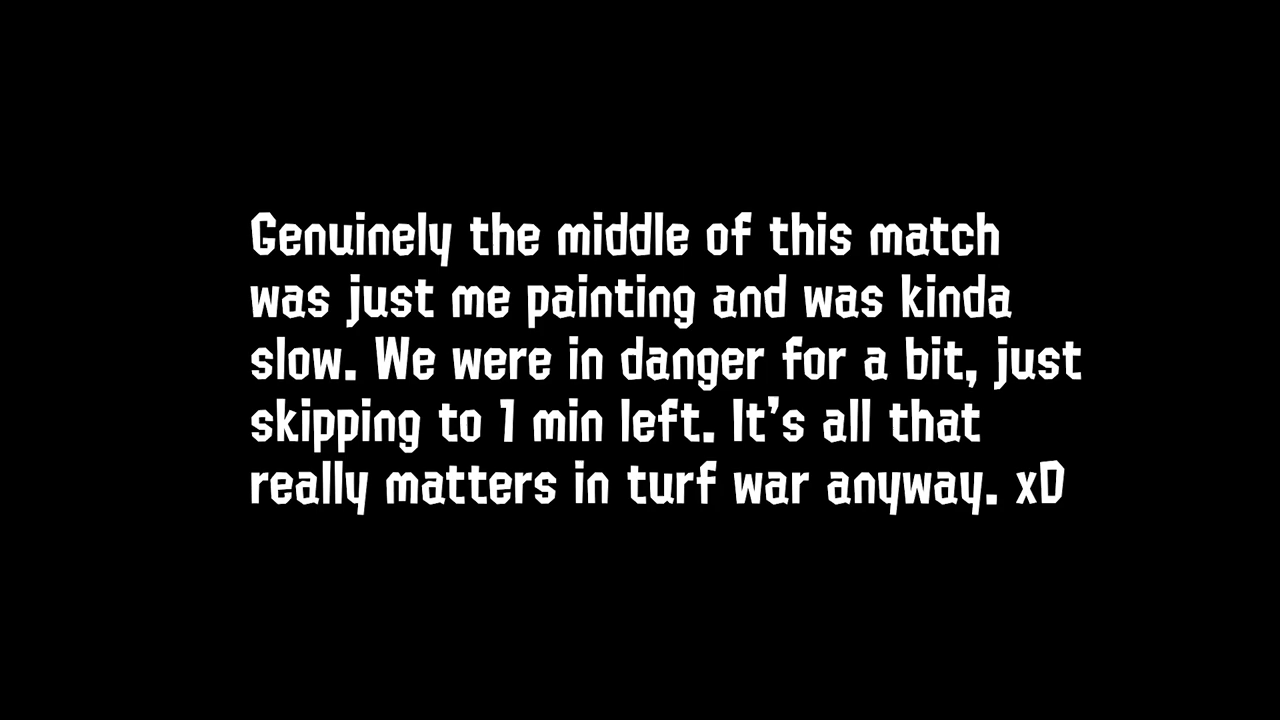 Genuinely the middle of this match
was just me painting and was kinda
slow. We were in danger for a bit, just
skipping to 1 min left. It's all that
really matters in turf war anyway. xD